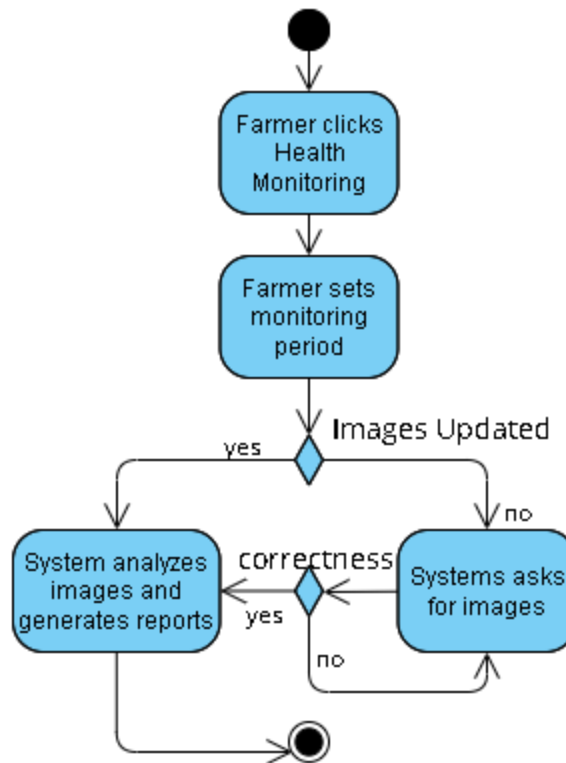 Farmer clicks
Health
Monitoring
Farmer sets
monitoring
period
Images Updated
yes
no
System analyzes
images and
generates reports
correctness
yes
no
Systems asks
for images